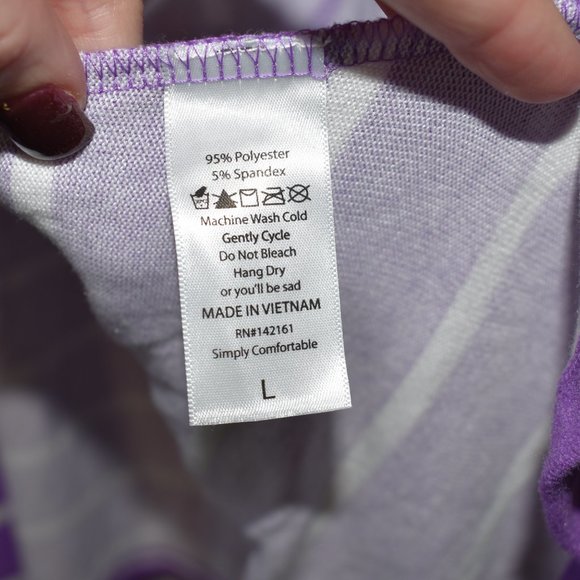 95% Polyester
5% Spandex
Machine Wash Cold
Gently Cycle
Do Not Bleach
Hang Dry
or you'll be sad
MADE IN VIETNAM
RN#142161
Simply Comfortable
L